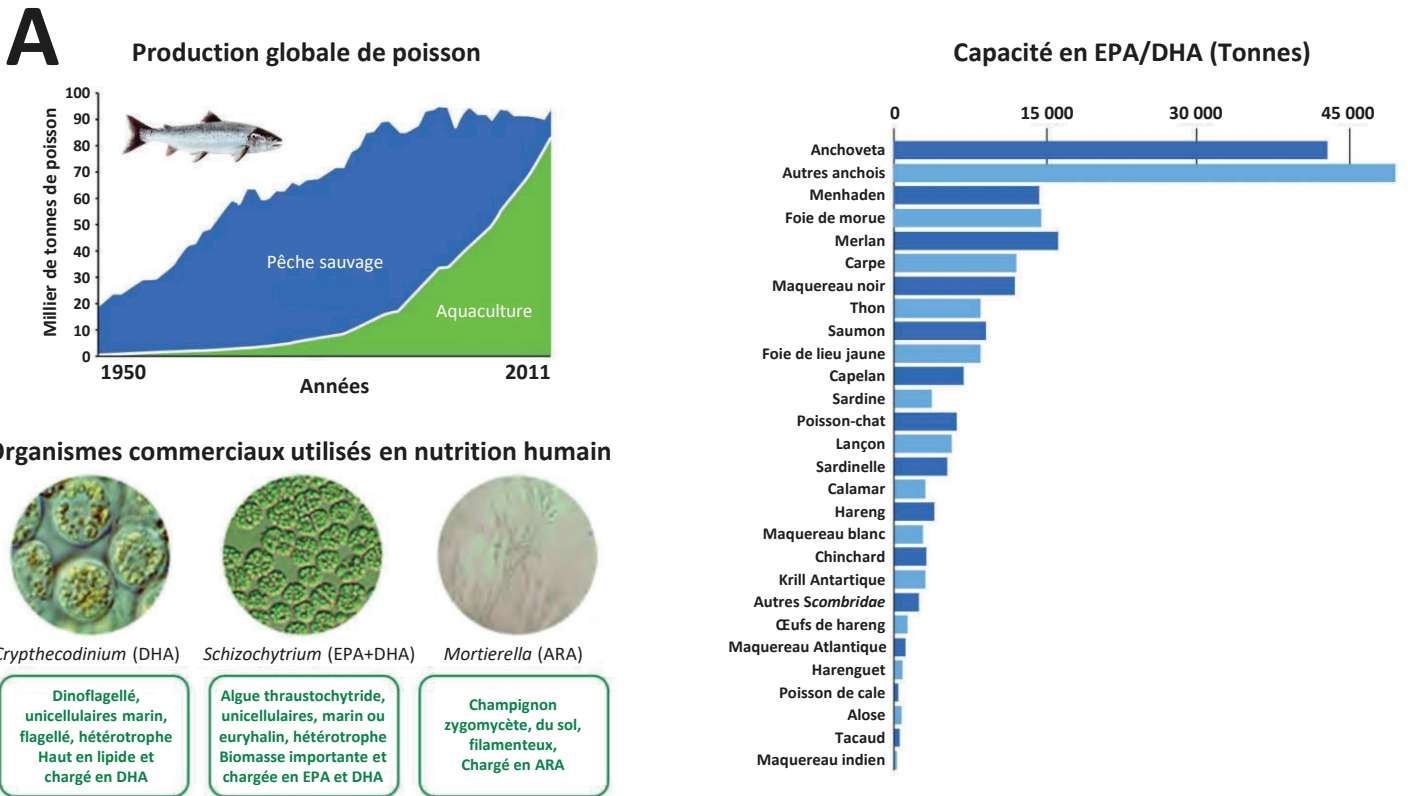 A
Production globale de poisson
Millier de tonnes de poisson
100
90
80
70
60
50
40
30
20
10
0
Pêche sauvage
Aquaculture
1950
2011
Années
Organismes commerciaux utilisés en nutrition humain
Crypthecodinium (DHA)
Dinoflagellé,
unicellulaires marin,
flagellé, hétérotrophe
Haut en lipide et
chargé en DHA
Schizochytrium (EPA+DHA)
Algue thraustochytride,
unicellulaires, marin ou
euryhalin, hétérotrophe
Biomasse importante et
chargée en EPA et DHA
Mortierella (ARA)
Champignon
zygomycète, du sol,
filamenteux,
Chargé en ARA
Capacité en EPA/DHA (Tonnes)
0 15 000 30 000 45 000
Anchoveta
Autres anchois
Menhaden
Foie de morue
Merlan
Carpe
Maquereau noir
Thon
Saumon
Foie de lieu jaune
Capelan
Sardine
Poisson-chat
Lançon
Sardinelle
Calamar
Hareng
Maquereau blanc
Chinchard
Krill Antartique
Autres Scombridae
Œufs de hareng
Maquereau Atlantique
Harenguet
Poisson de cale
Alose
Tacaud
Maquereau indien